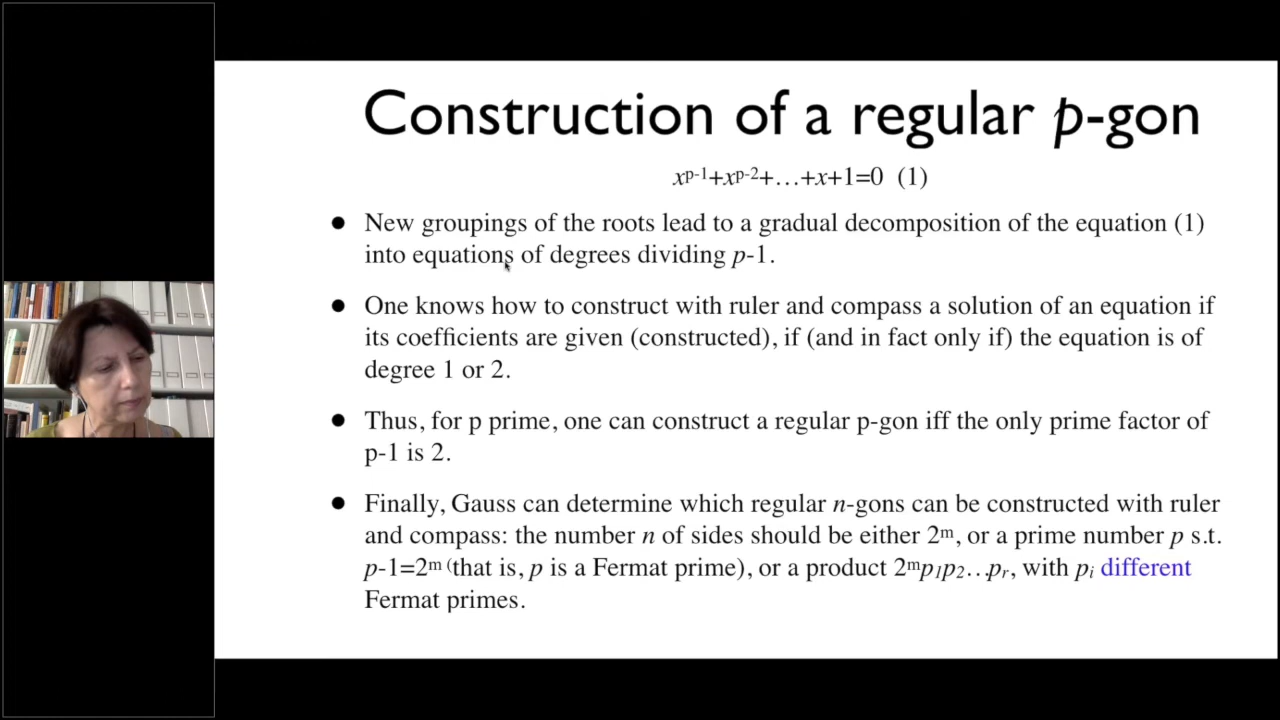 Construction of a regular p-gon
xᵖ⁻¹+xᵖ⁻²+…+x+1=0 (1)
● New groupings of the roots lead to a gradual decomposition of the equation (1)
into equations of degrees dividing p-1.
● One knows how to construct with ruler and compass a solution of an equation if
its coefficients are given (constructed), if (and in fact only if) the equation is of
degree 1 or 2.
● Thus, for p prime, one can construct a regular p-gon iff the only prime factor of
p-1 is 2.
● Finally, Gauss can determine which regular n-gons can be constructed with ruler
and compass: the number n of sides should be either 2ᵐ, or a prime number p s.t.
p-1=2ᵐ (that is, p is a Fermat prime), or a product 2ᵐp₁p₂…pᵣ, with pᵢ different
Fermat primes.